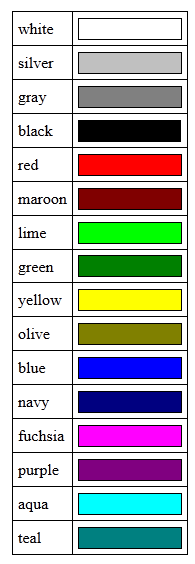 white
silver
gray
black
red
maroon
lime
green
yellow
olive
blue
navy
fuchsia
purple
aqua
teal